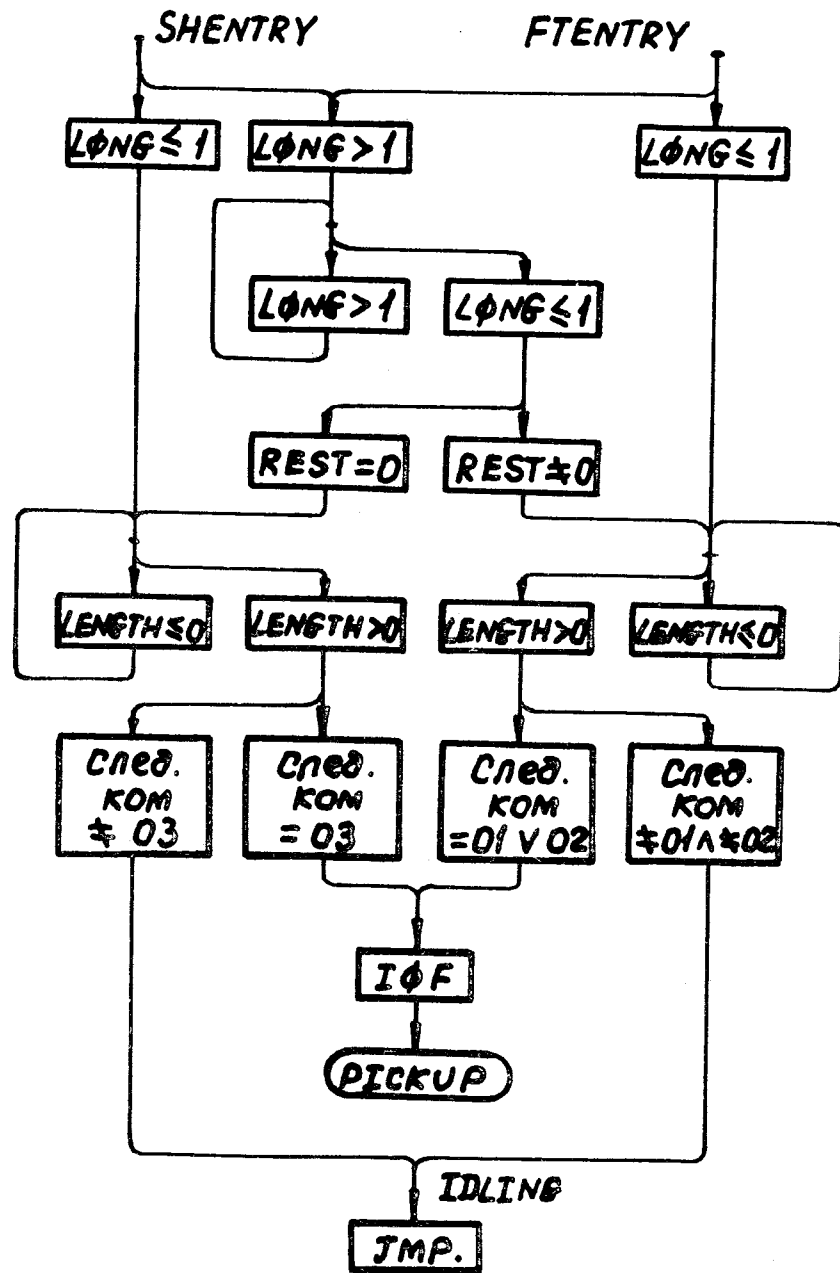 SHENTRY
FTENTRY
LØNG ≤ 1
LØNG > 1
LØNG ≤ 1
LØNG > 1
LØNG ≤ 1
REST = 0
REST ≠ 0
LENGTH ≤ 0
LENGTH > 0
LENGTH > 0
LENGTH ≤ 0
След.
ком
≠ 03
След.
ком
= 03
След.
ком
= 01 ∨ 02
След.
ком
≠ 01 ∧ ≠ 02
IØF
PICKUP
IDLING
JMP.